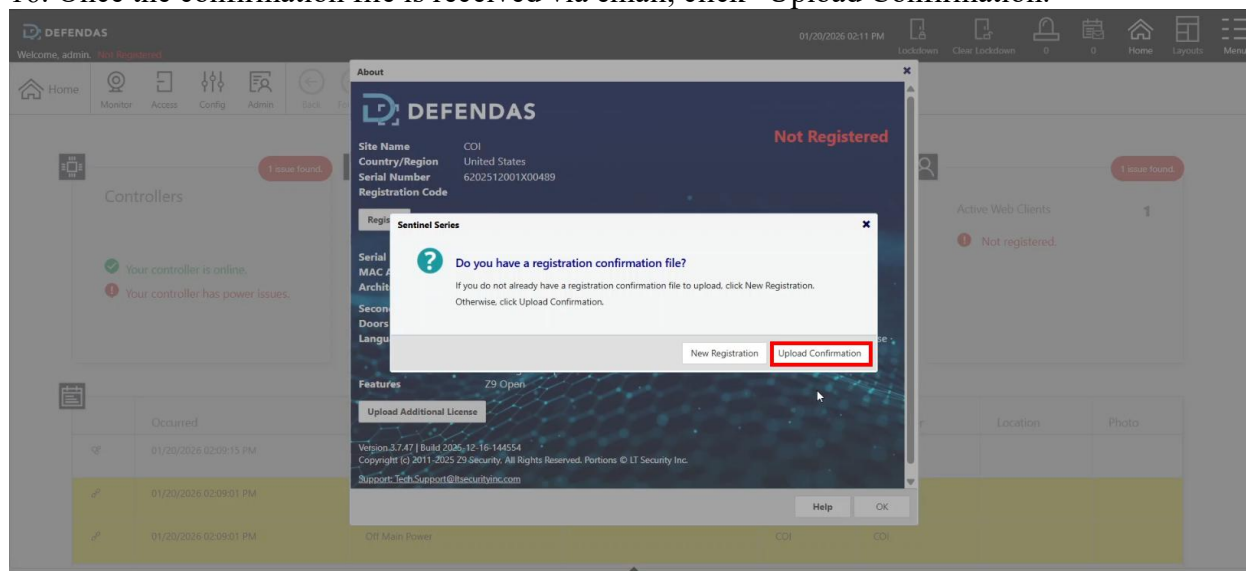 10. Once the confirmation file is received via email, click "Upload Confirmation."
DEFENDAS
Welcome, admin. Not Registered.
01/20/2026 02:11 PM
Lockdown
Clear Lockdown
0
0
Home
Layouts
Menu
Home
Monitor
Access
Config
Admin
Back
About
DEFENDAS
Not Registered
Site Name COI
Country/Region United States
Serial Number 6202512001X00489
Registration Code
Regis
Serial
MAC A
Archit
Secon
Doors
Langu
se -
Sentinel Series
Do you have a registration confirmation file?
If you do not already have a registration confirmation file to upload, click New Registration.
Otherwise, click Upload Confirmation.
New Registration
Upload Confirmation
Features Z9 Open
Upload Additional License
Version 3.7.47 | Build 2025-12-16-144554
Copyright (c) 2011-2025 Z9 Security. All Rights Reserved. Portions © LT Security Inc.
Support: Tech.Support@ltsecurityinc.com
Help
OK
1 issue found.
Controllers
Your controller is online.
Your controller has power issues.
1 issue found.
Active Web Clients 1
Not registered.
Occurred
Location
Photo
01/20/2026 02:09:15 PM
01/20/2026 02:09:01 PM
01/20/2026 02:09:01 PM Off Main Power COI COI